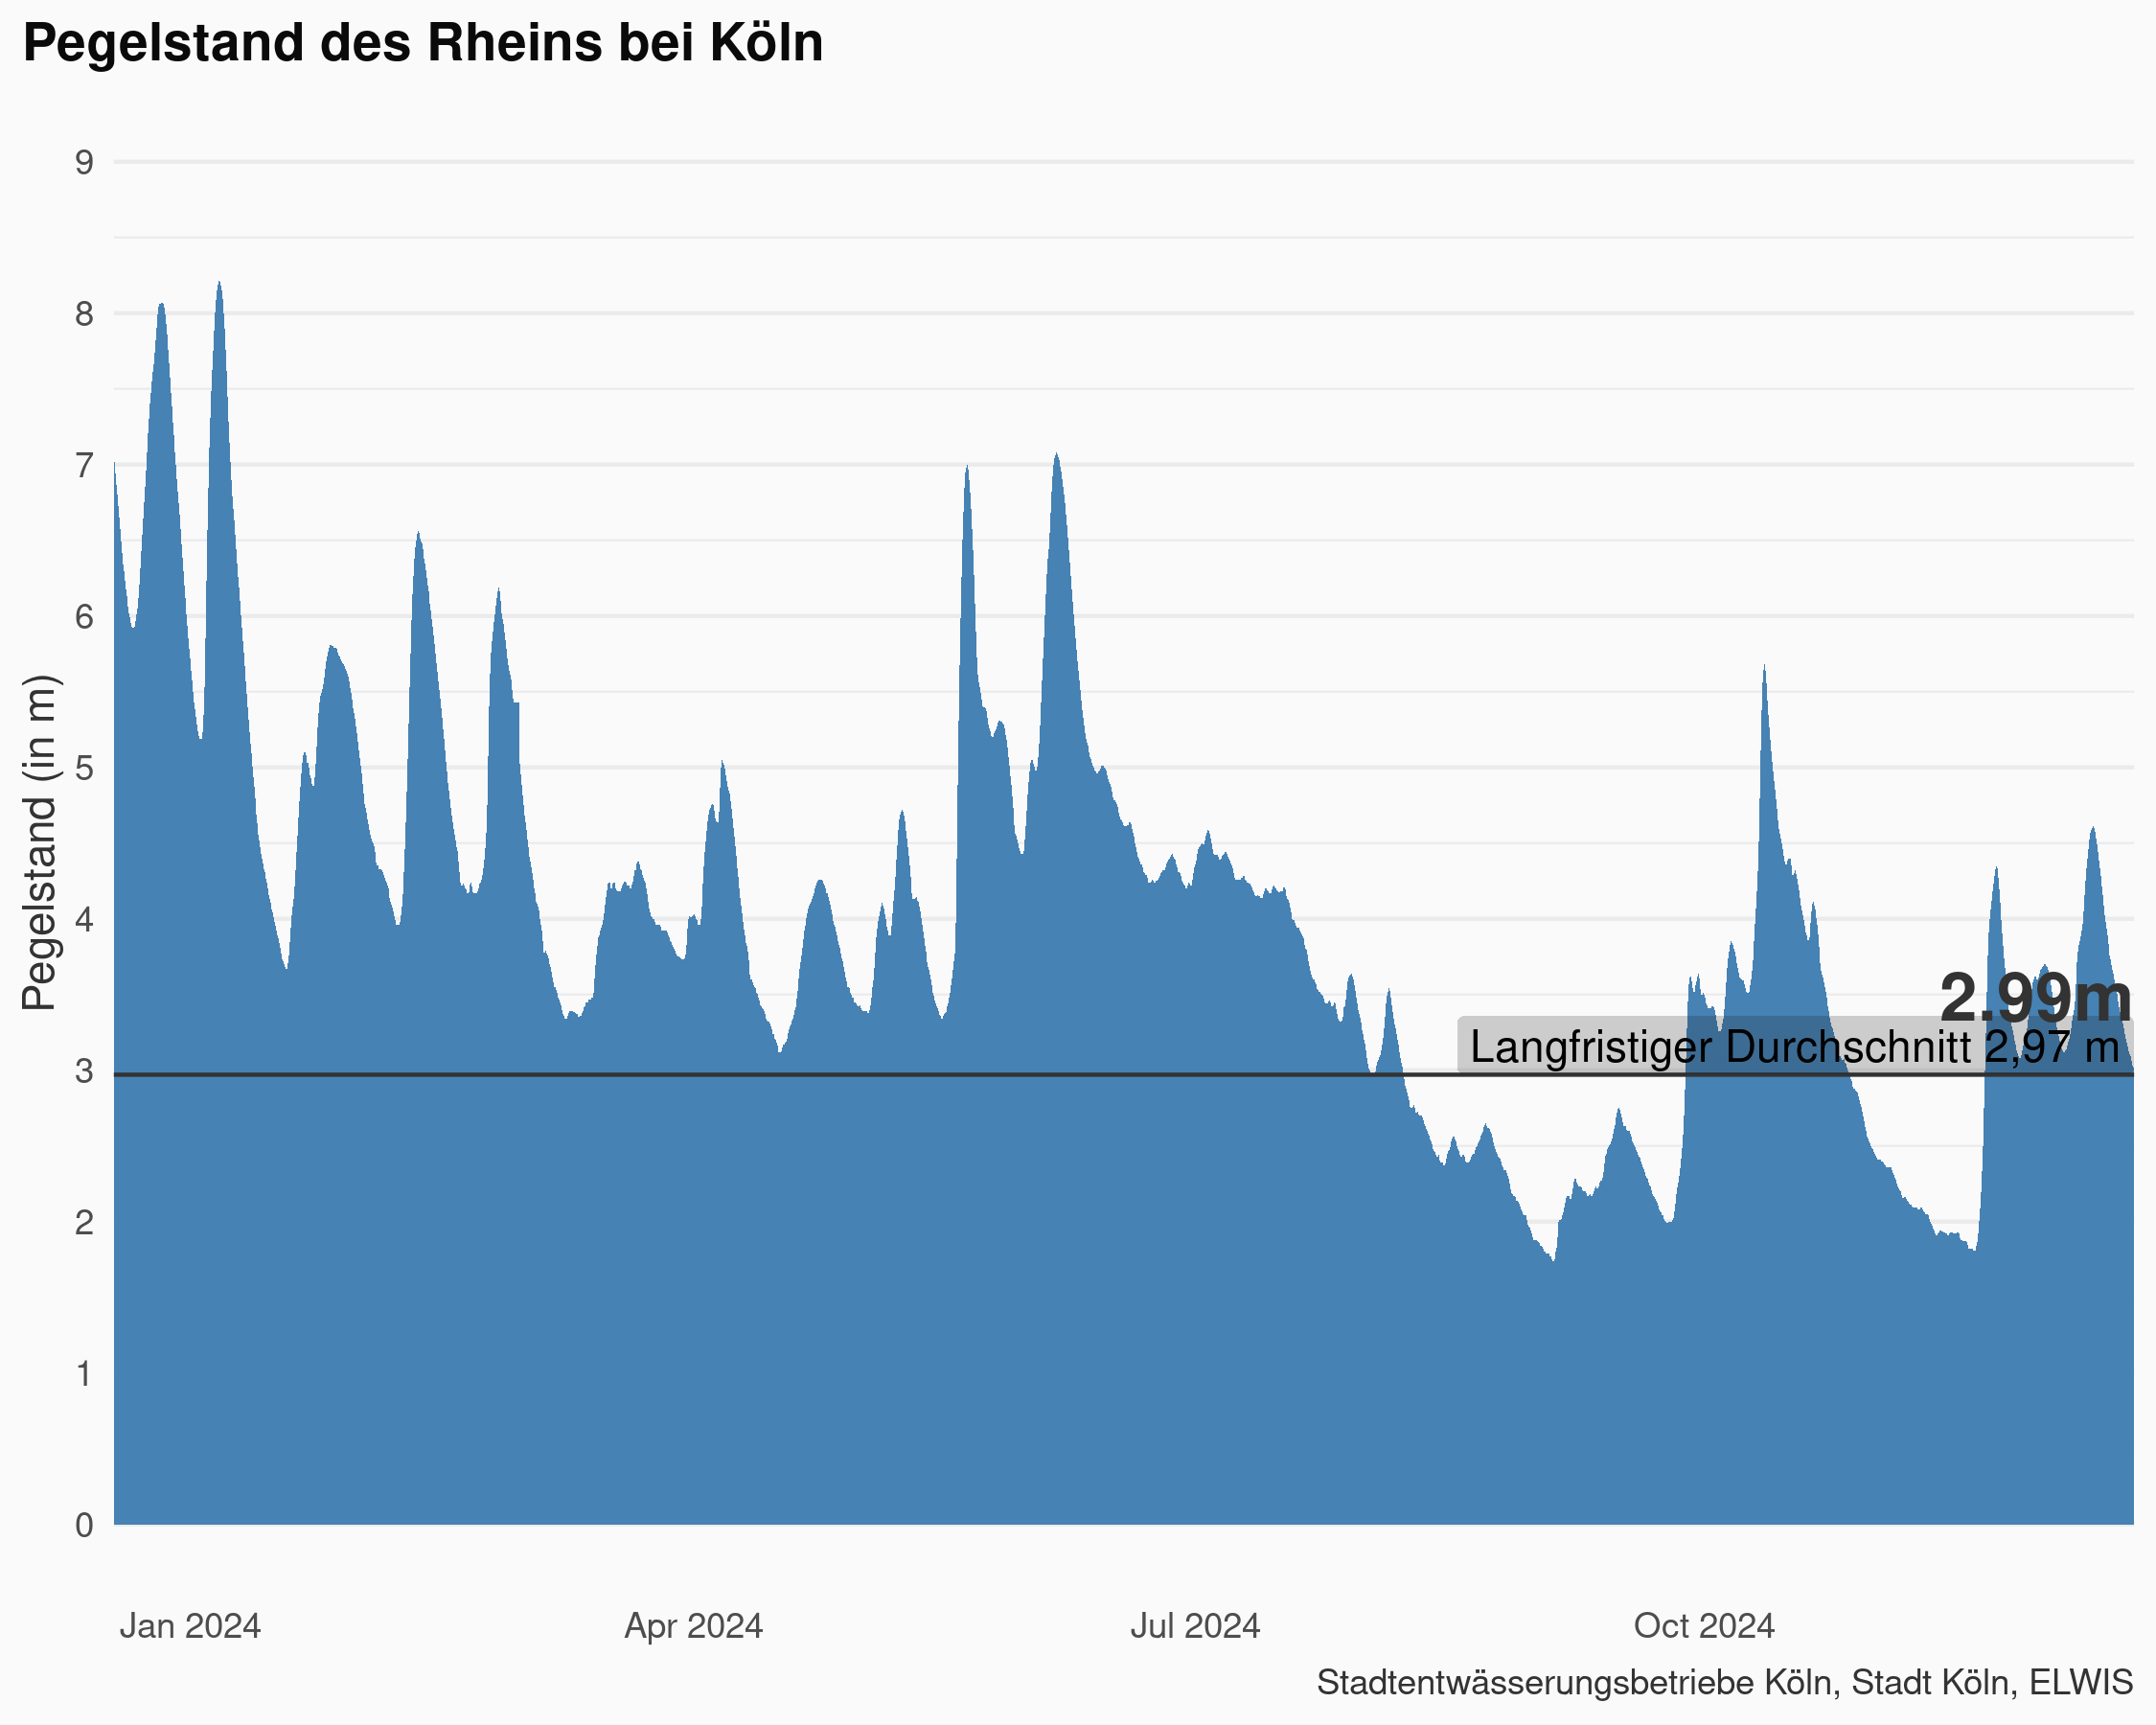 Pegelstand des Rheins bei Köln
Pegelstand (in m)
9
8
7
6
5
4
3
2
1
0
2.99m
Langfristiger Durchschnitt 2,97 m
Jan 2024
Apr 2024
Jul 2024
Oct 2024
Stadtentwässerungsbetriebe Köln, Stadt Köln, ELWIS